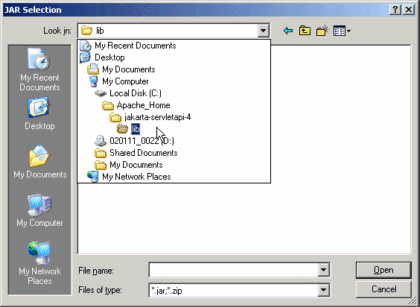 JAR Selection
Look in:
lib
My Recent Documents
Desktop
My Documents
My Computer
Local Disk (C:)
Apache_Home
jakarta-servletapi-4
lib
020111_0022 (D:)
Shared Documents
My Documents
My Network Places
My Recent
Documents
Desktop
My Documents
My Computer
My Network
Places
File name:
Open
Files of type:
*.jar;*.zip
Cancel